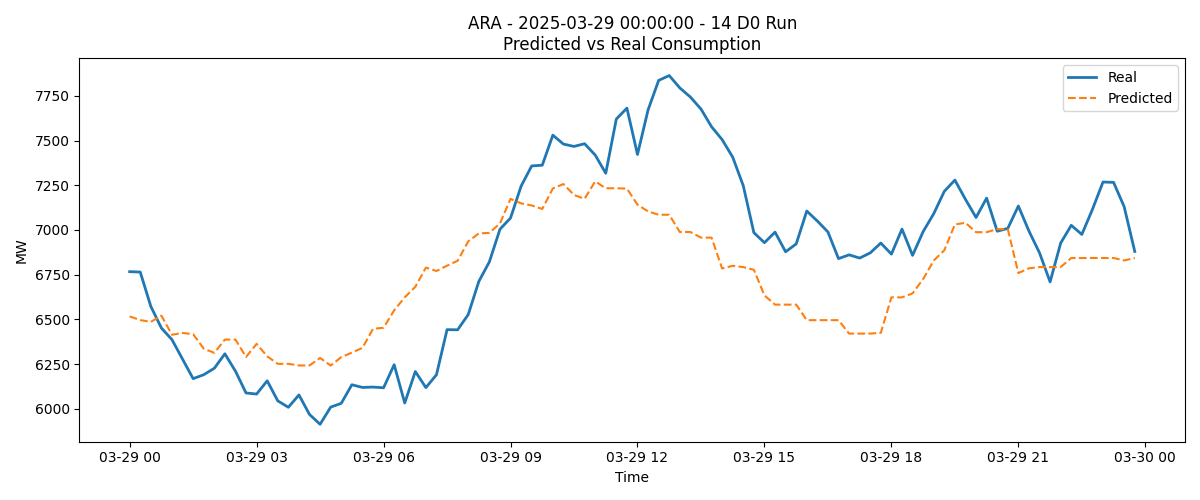 ARA - 2025-03-29 00:00:00 - 14 D0 Run
Predicted vs Real Consumption
Real
Predicted
MW
7750
7500
7250
7000
6750
6500
6250
6000
03-29 00
03-29 03
03-29 06
03-29 09
03-29 12
03-29 15
03-29 18
03-29 21
03-30 00
Time